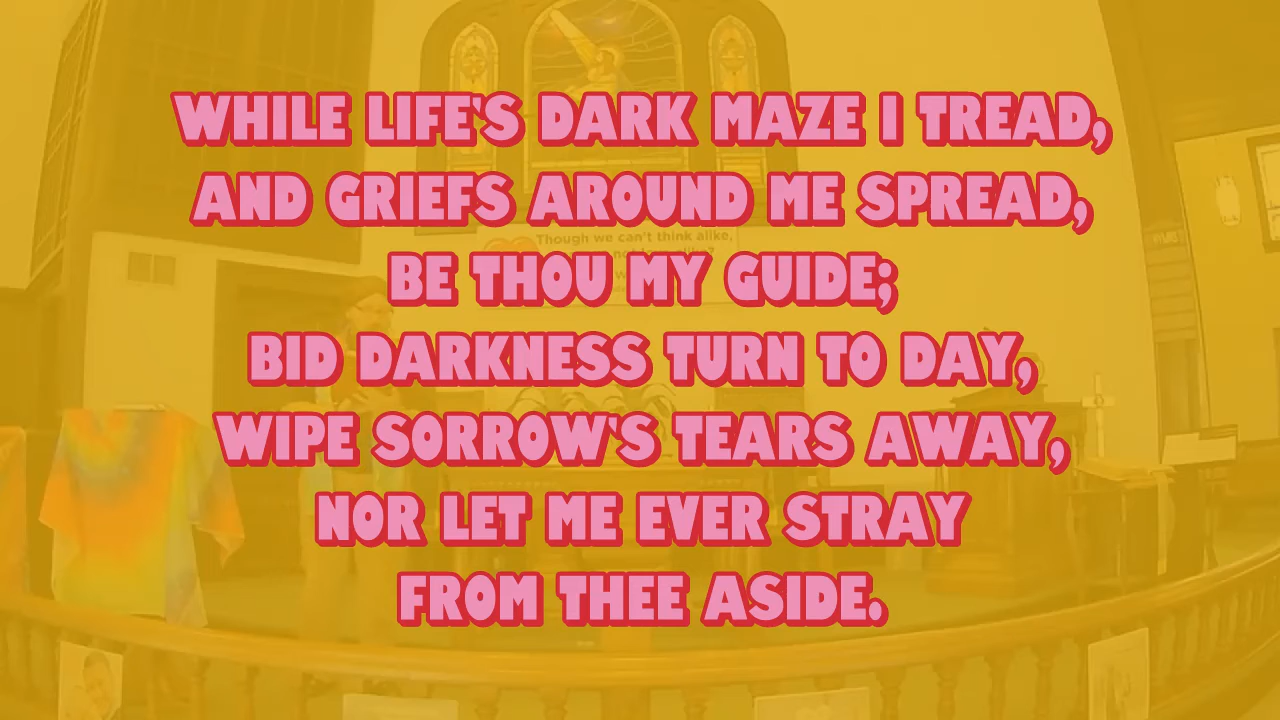 WHILE LIFE'S DARK MAZE I TREAD,
AND GRIEFS AROUND ME SPREAD,
BE THOU MY GUIDE;
BID DARKNESS TURN TO DAY,
WIPE SORROW'S TEARS AWAY,
NOR LET ME EVER STRAY
FROM THEE ASIDE.
Though we can't think alike,